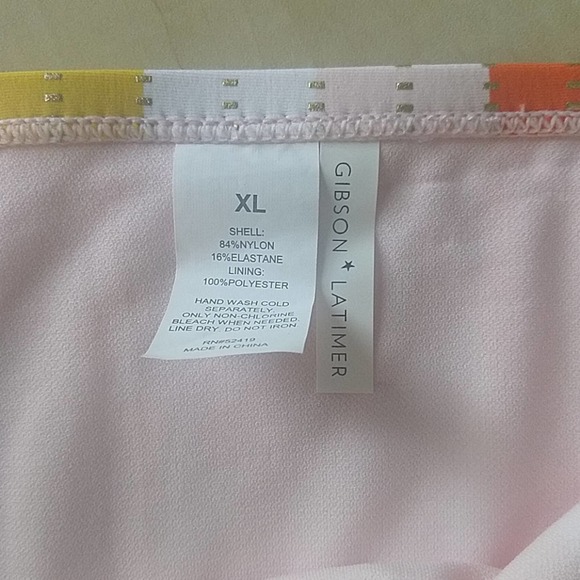 XL
SHELL:
84%NYLON
16%ELASTANE
LINING:
100%POLYESTER
HAND WASH COLD
SEPARATELY.
ONLY NON-CHLORINE
BLEACH WHEN NEEDED.
LINE DRY. DO NOT IRON.
RN#52419
MADE IN CHINA
GIBSON ★ LATIMER